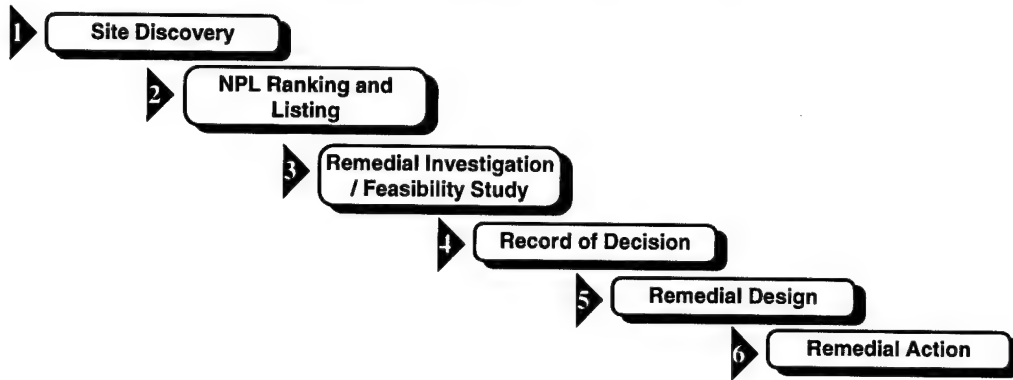 1 Site Discovery
2 NPL Ranking and
Listing
3 Remedial Investigation
/ Feasibility Study
4 Record of Decision
5 Remedial Design
6 Remedial Action